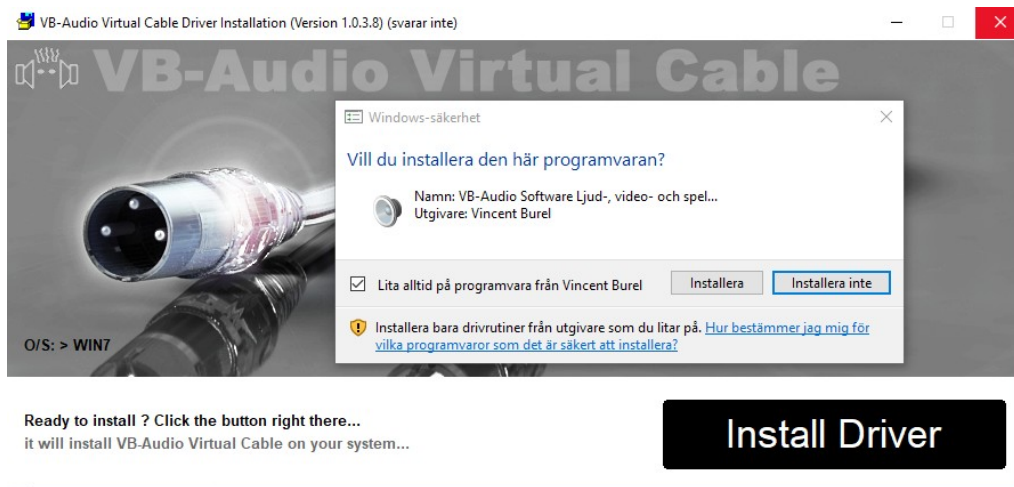 VB-Audio Virtual Cable Driver Installation (Version 1.0.3.8) (svarar inte)
VB-Audio Virtual Cable
Windows-säkerhet
Vill du installera den här programvaran?
Namn: VB-Audio Software Ljud-, video- och spel...
Utgivare: Vincent Burel
Lita alltid på programvara från Vincent Burel
Installera
Installera inte
Installera bara drivrutiner från utgivare som du litar på. Hur bestämmer jag mig för
vilka programvaror som det är säkert att installera?
O/S: > WIN7
Ready to install ? Click the button right there...
it will install VB-Audio Virtual Cable on your system...
Install Driver